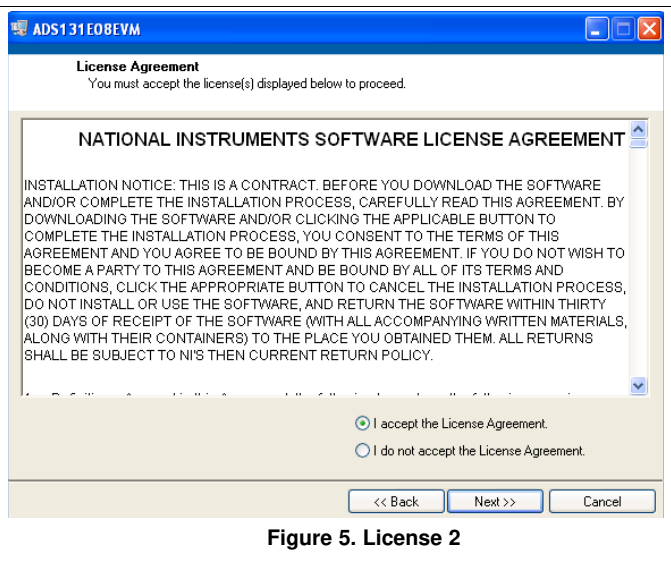 ADS131E08EVM
License Agreement
You must accept the license(s) displayed below to proceed.
NATIONAL INSTRUMENTS SOFTWARE LICENSE AGREEMENT
INSTALLATION NOTICE: THIS IS A CONTRACT. BEFORE YOU DOWNLOAD THE SOFTWARE
AND/OR COMPLETE THE INSTALLATION PROCESS, CAREFULLY READ THIS AGREEMENT. BY
DOWNLOADING THE SOFTWARE AND/OR CLICKING THE APPLICABLE BUTTON TO
COMPLETE THE INSTALLATION PROCESS, YOU CONSENT TO THE TERMS OF THIS
AGREEMENT AND YOU AGREE TO BE BOUND BY THIS AGREEMENT. IF YOU DO NOT WISH TO
BECOME A PARTY TO THIS AGREEMENT AND BE BOUND BY ALL OF ITS TERMS AND
CONDITIONS, CLICK THE APPROPRIATE BUTTON TO CANCEL THE INSTALLATION PROCESS,
DO NOT INSTALL OR USE THE SOFTWARE, AND RETURN THE SOFTWARE WITHIN THIRTY
(30) DAYS OF RECEIPT OF THE SOFTWARE (WITH ALL ACCOMPANYING WRITTEN MATERIALS,
ALONG WITH THEIR CONTAINERS) TO THE PLACE YOU OBTAINED THEM. ALL RETURNS
SHALL BE SUBJECT TO NI'S THEN CURRENT RETURN POLICY.
I accept the License Agreement.
I do not accept the License Agreement.
<< Back Next >> Cancel
Figure 5. License 2